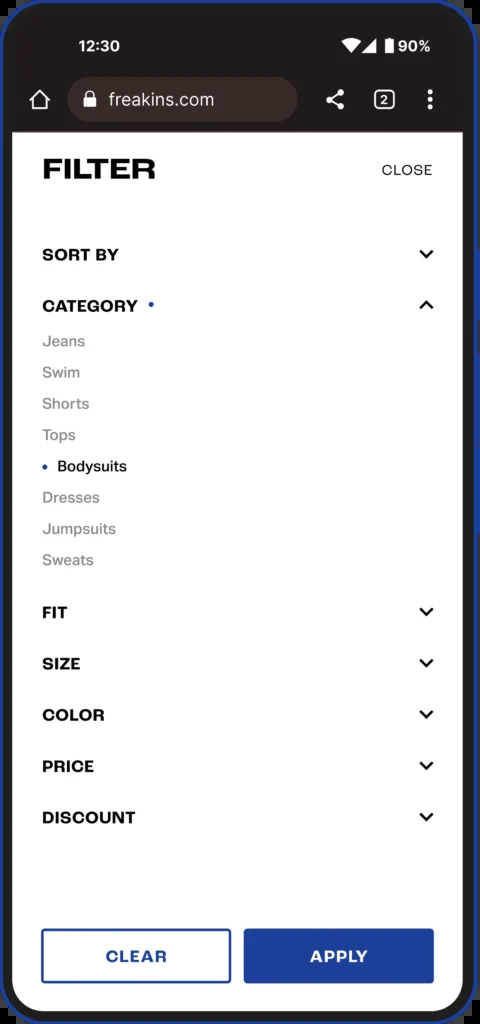 12:30
90%
freakins.com
2
FILTER
CLOSE
SORT BY
CATEGORY
Jeans
Swim
Shorts
Tops
Bodysuits
Dresses
Jumpsuits
Sweats
FIT
SIZE
COLOR
PRICE
DISCOUNT
CLEAR
APPLY